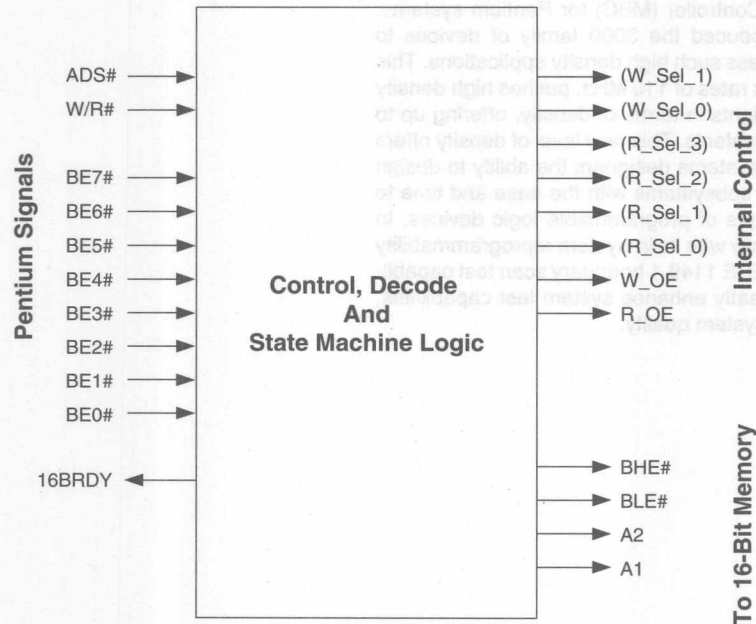 Pentium Signals
ADS#
W/R#
BE7#
BE6#
BE5#
BE4#
BE3#
BE2#
BE1#
BE0#
16BRDY
Control, Decode
And
State Machine Logic
(W_Sel_1)
(W_Sel_0)
(R_Sel_3)
(R_Sel_2)
(R_Sel_1)
(R_Sel_0)
W_OE
R_OE
Internal Control
BHE#
BLE#
A2
A1
To 16-Bit Memory